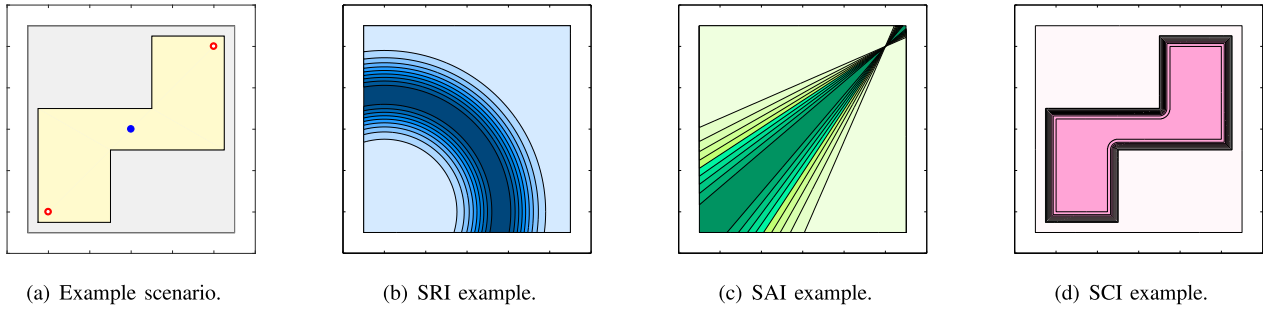 (a) Example scenario.
(b) SRI example.
(c) SAI example.
(d) SCI example.